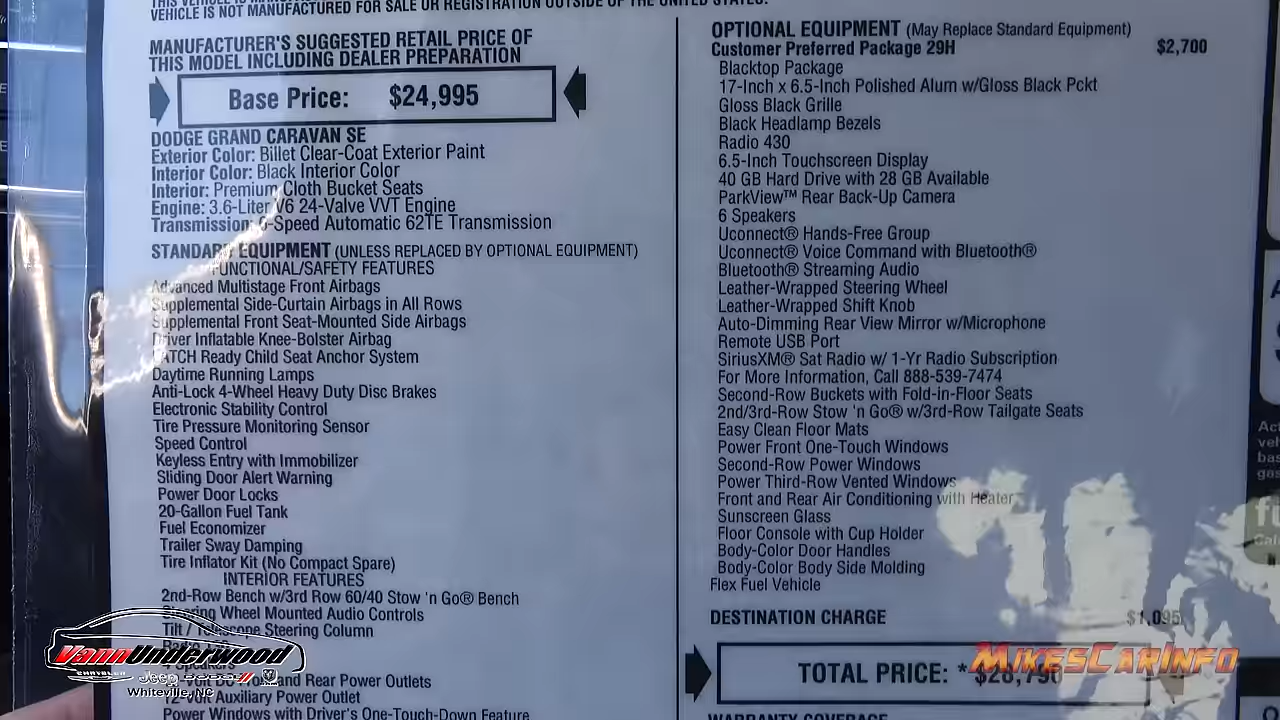 VEHICLE IS NOT MANUFACTURED FOR SALE OR REGISTRATION OUTSIDE OF THE UNITED STATES.
MANUFACTURER'S SUGGESTED RETAIL PRICE OF
THIS MODEL INCLUDING DEALER PREPARATION
Base Price: $24,995
DODGE GRAND CARAVAN SE
Exterior Color: Billet Clear-Coat Exterior Paint
Interior Color: Black Interior Color
Interior: Premium Cloth Bucket Seats
Engine: 3.6-Liter V6 24-Valve VVT Engine
Transmission: 6-Speed Automatic 62TE Transmission
STANDARD EQUIPMENT (UNLESS REPLACED BY OPTIONAL EQUIPMENT)
FUNCTIONAL/SAFETY FEATURES
Advanced Multistage Front Airbags
Supplemental Side-Curtain Airbags in All Rows
Supplemental Front Seat-Mounted Side Airbags
Driver Inflatable Knee-Bolster Airbag
LATCH Ready Child Seat Anchor System
Daytime Running Lamps
Anti-Lock 4-Wheel Heavy Duty Disc Brakes
Electronic Stability Control
Tire Pressure Monitoring Sensor
Speed Control
Keyless Entry with Immobilizer
Sliding Door Alert Warning
Power Door Locks
20-Gallon Fuel Tank
Fuel Economizer
Trailer Sway Damping
Tire Inflator Kit (No Compact Spare)
INTERIOR FEATURES
2nd-Row Bench w/3rd Row 60/40 Stow 'n Go® Bench
Steering Wheel Mounted Audio Controls
Tilt / Telescope Steering Column
Speakers
and Rear Power Outlets
12-Volt Auxiliary Power Outlet
Power Windows with Driver's One-Touch-Down Feature
OPTIONAL EQUIPMENT (May Replace Standard Equipment)
Customer Preferred Package 29H $2,700
Blacktop Package
17-Inch x 6.5-Inch Polished Alum w/Gloss Black Pckt
Gloss Black Grille
Black Headlamp Bezels
Radio 430
6.5-Inch Touchscreen Display
40 GB Hard Drive with 28 GB Available
ParkView™ Rear Back-Up Camera
6 Speakers
Uconnect® Hands-Free Group
Uconnect® Voice Command with Bluetooth®
Bluetooth® Streaming Audio
Leather-Wrapped Steering Wheel
Leather-Wrapped Shift Knob
Auto-Dimming Rear View Mirror w/Microphone
Remote USB Port
SiriusXM® Sat Radio w/ 1-Yr Radio Subscription
For More Information, Call 888-539-7474
Second-Row Buckets with Fold-in-Floor Seats
2nd/3rd-Row Stow 'n Go® w/3rd-Row Tailgate Seats
Easy Clean Floor Mats
Power Front One-Touch Windows
Second-Row Power Windows
Power Third-Row Vented Windows
Front and Rear Air Conditioning with Heater
Sunscreen Glass
Floor Console with Cup Holder
Body-Color Door Handles
Body-Color Body Side Molding
Flex Fuel Vehicle
DESTINATION CHARGE $1,095
TOTAL PRICE: * $28,790
WARRANTY COVERAGE
VannUnderwood
CHRYSLER Jeep DODGE
Whiteville, NC
MikesCarInfo